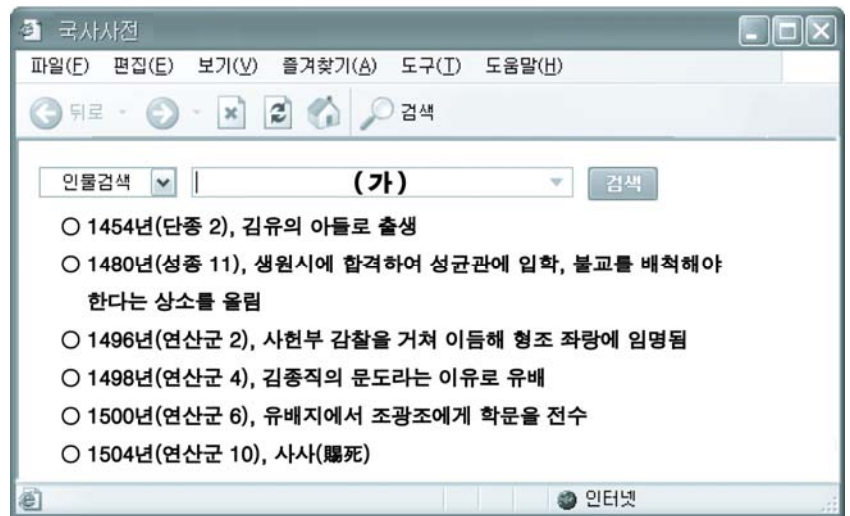 국사사전
파일(F) 편집(E) 보기(V) 즐겨찾기(A) 도구(T) 도움말(H)
뒤로 검색
인물검색 (가) 검색
○ 1454년(단종 2), 김유의 아들로 출생
○ 1480년(성종 11), 생원시에 합격하여 성균관에 입학, 불교를 배척해야
한다는 상소를 올림
○ 1496년(연산군 2), 사헌부 감찰을 거쳐 이듬해 형조 좌랑에 임명됨
○ 1498년(연산군 4), 김종직의 문도라는 이유로 유배
○ 1500년(연산군 6), 유배지에서 조광조에게 학문을 전수
○ 1504년(연산군 10), 사사(賜死)
인터넷